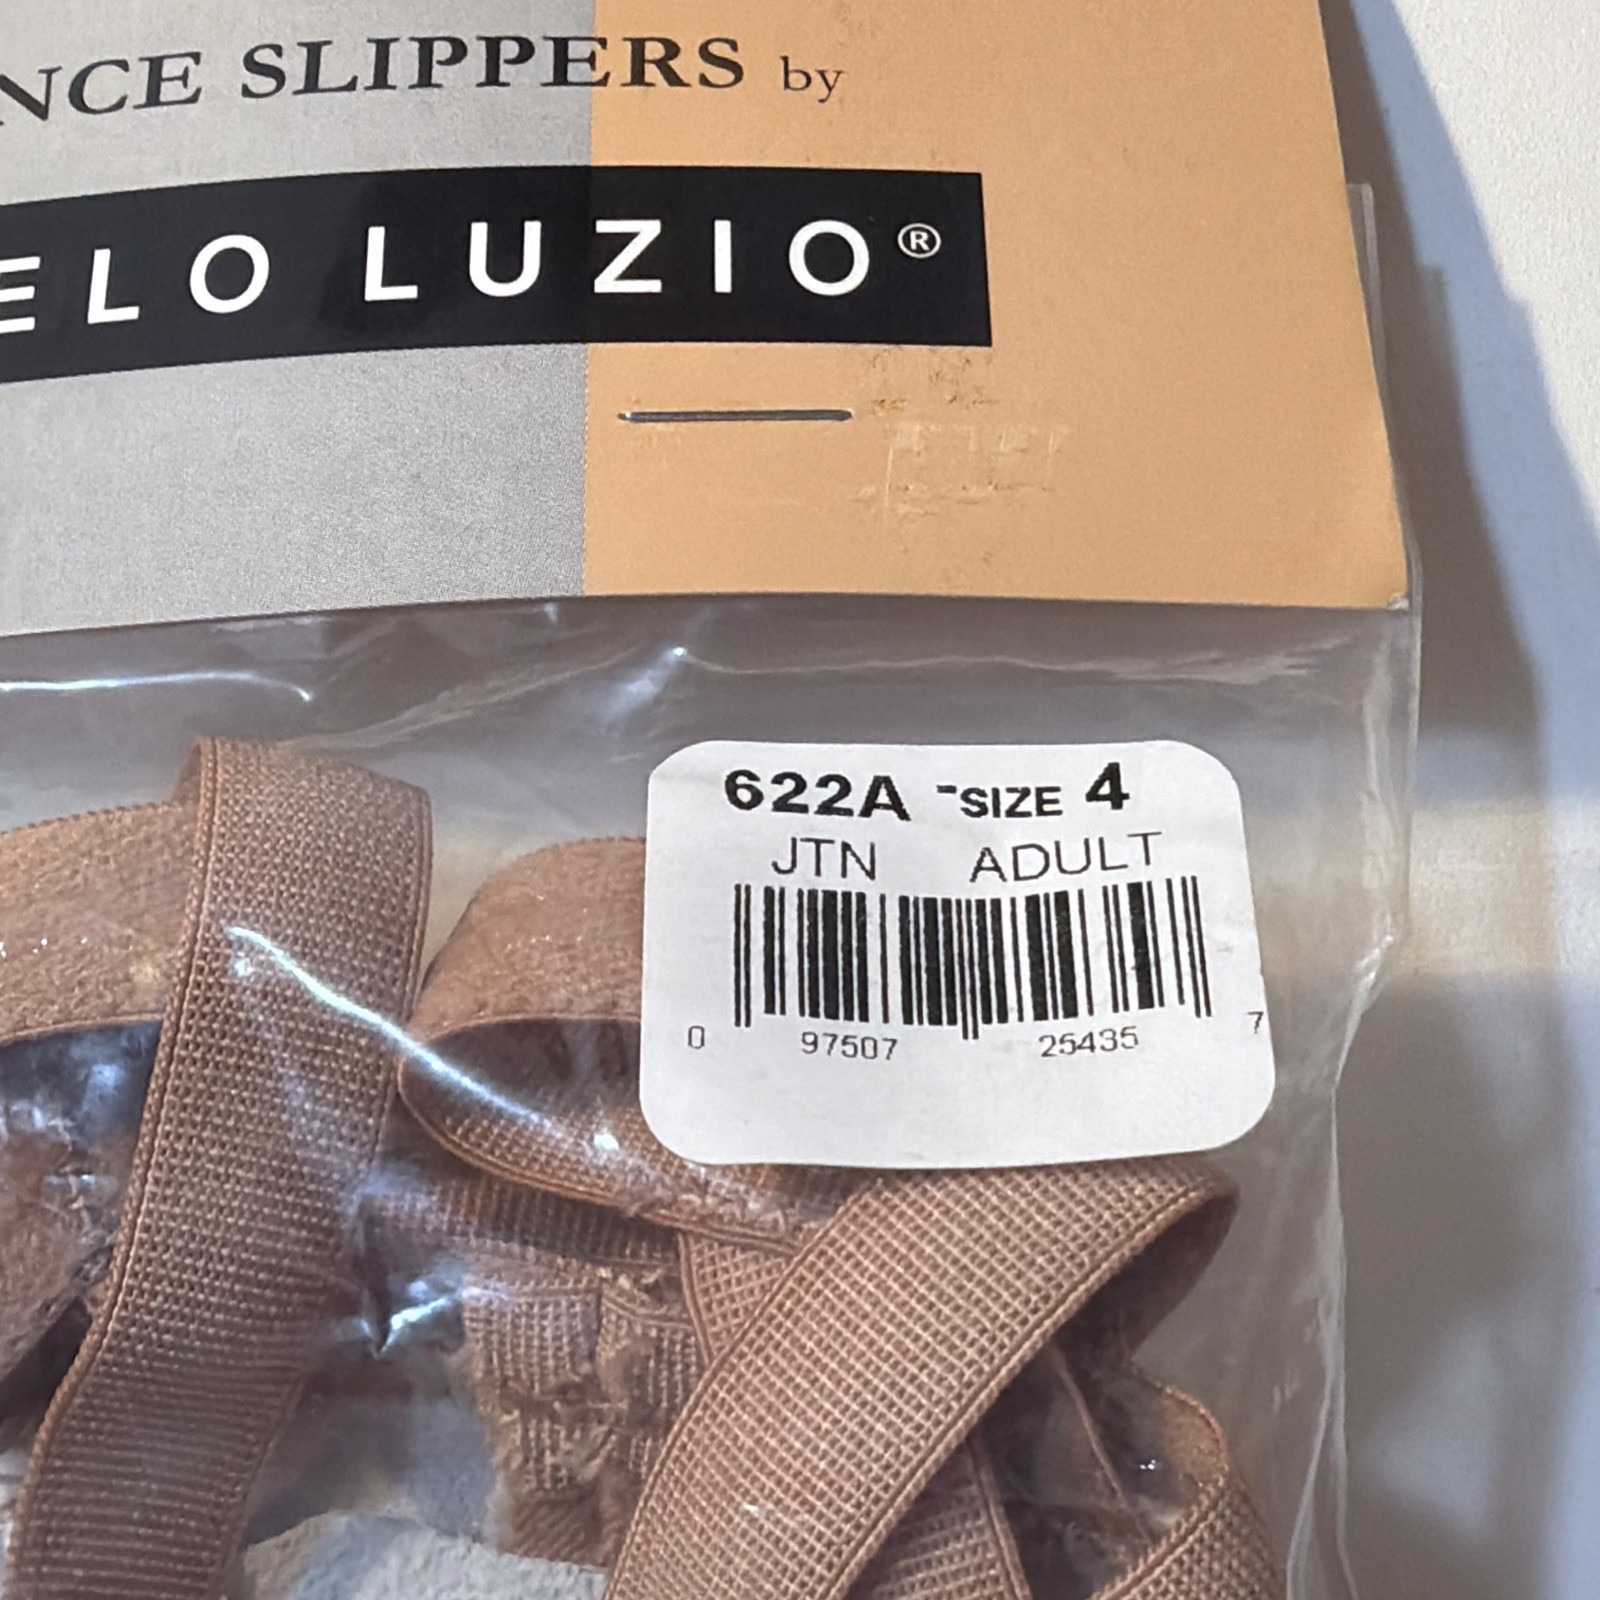 NCE SLIPPERS by
ELO LUZIO®
622A -SIZE 4
JTN ADULT
0 97507 25435 7